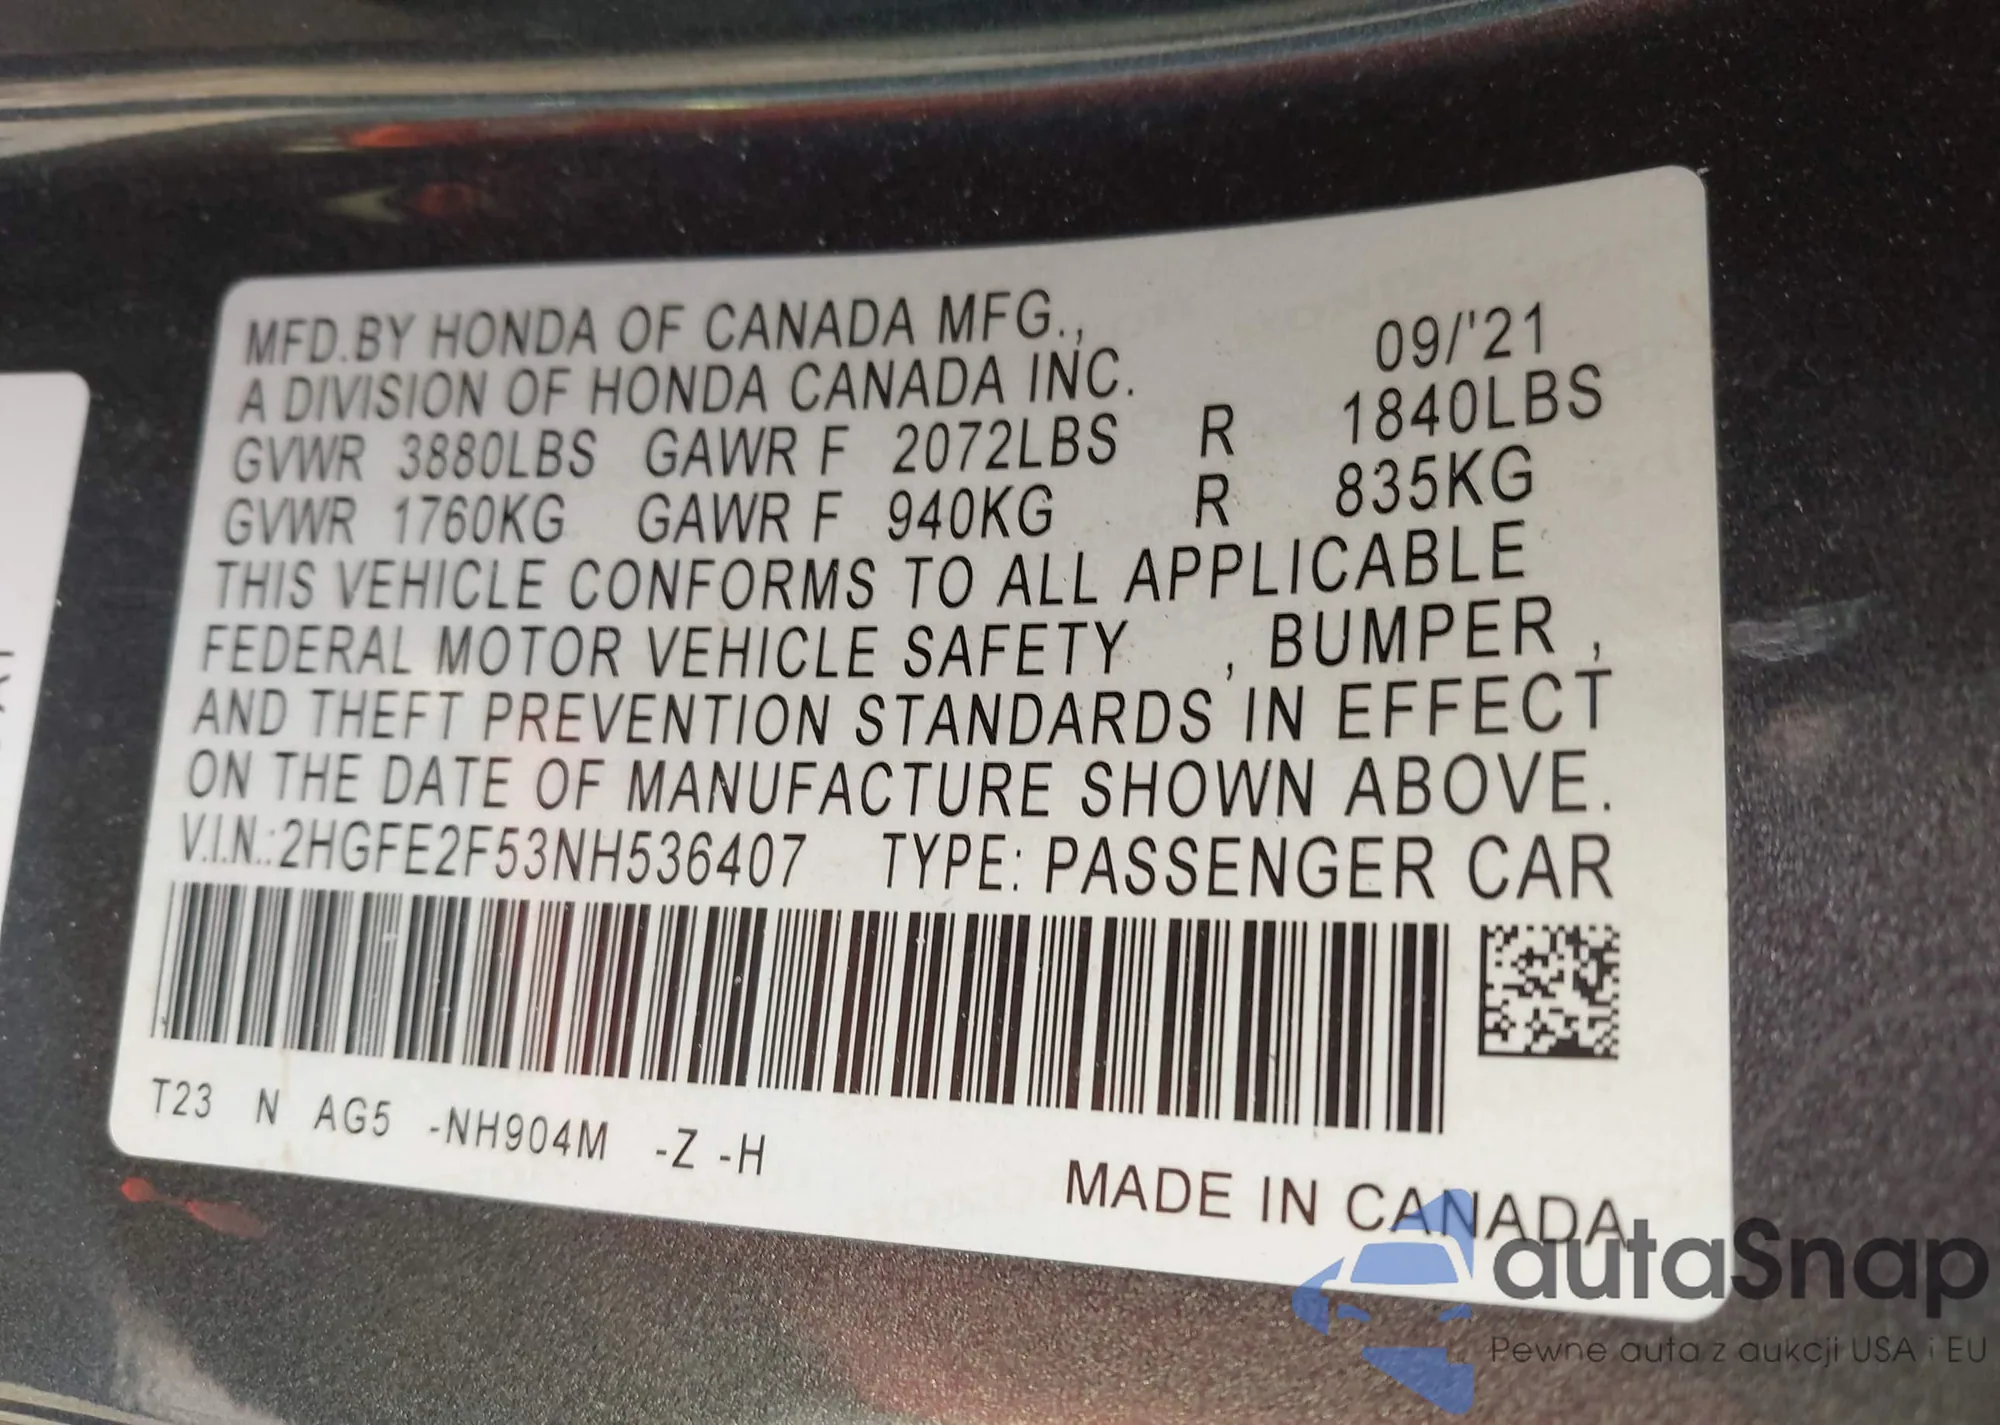 MFD.BY HONDA OF CANADA MFG., 09/'21
A DIVISION OF HONDA CANADA INC.
GVWR 3880LBS GAWR F 2072LBS R 1840LBS
GVWR 1760KG GAWR F 940KG R 835KG
THIS VEHICLE CONFORMS TO ALL APPLICABLE
FEDERAL MOTOR VEHICLE SAFETY , BUMPER ,
AND THEFT PREVENTION STANDARDS IN EFFECT
ON THE DATE OF MANUFACTURE SHOWN ABOVE.
V.I.N.:2HGFE2F53NH536407 TYPE: PASSENGER CAR
T23 N AG5 -NH904M -Z -H
MADE IN CANADA
autaSnap
Pewne auta z aukcji USA i EU